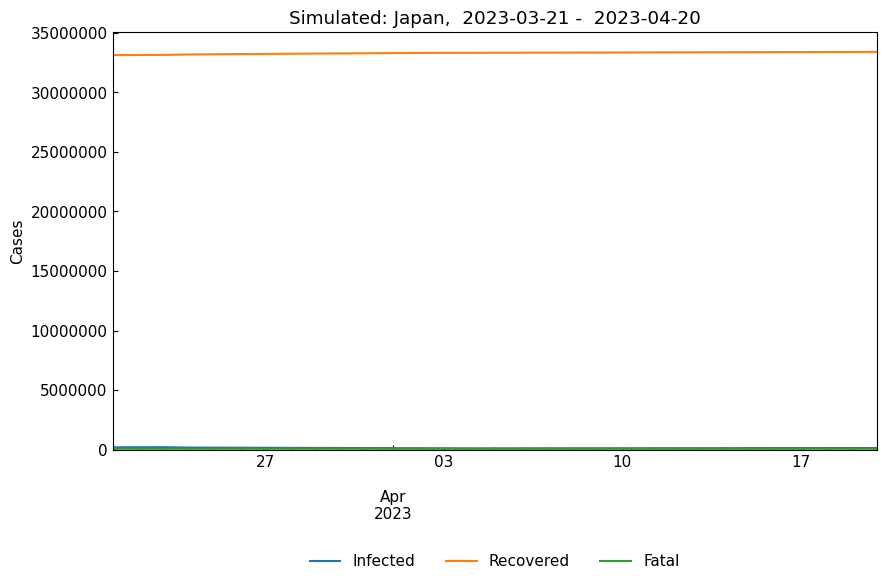 Simulated: Japan,  2023-03-21 -  2023-04-20
Cases
35000000
30000000
25000000
20000000
15000000
10000000
5000000
0
27
03
10
17
Apr
2023
Infected
Recovered
Fatal